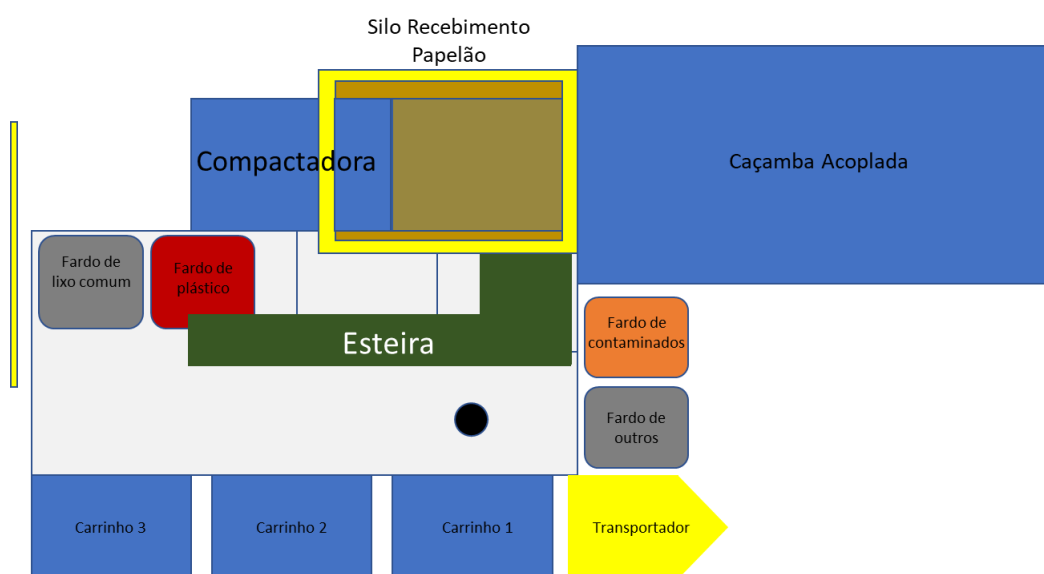 Silo Recebimento
Papelão
Compactadora
Caçamba Acoplada
Fardo de
lixo comum
Fardo de
plástico
Esteira
Fardo de
contaminados
Fardo de
outros
Carrinho 3
Carrinho 2
Carrinho 1
Transportador